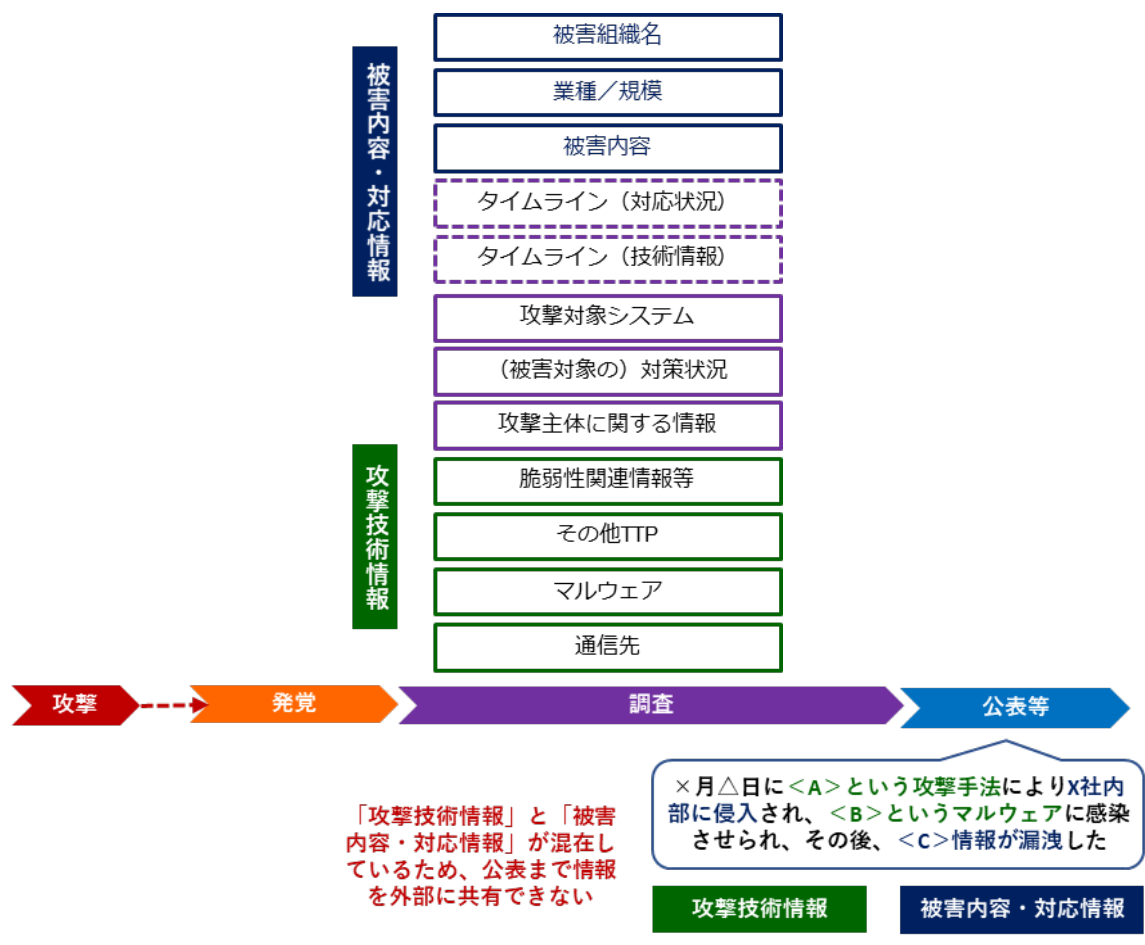 被害内容・対応情報
被害組織名
業種／規模
被害内容
タイムライン（対応状況）
タイムライン（技術情報）
攻撃対象システム
（被害対象の）対策状況
攻撃主体に関する情報
攻撃技術情報
脆弱性関連情報等
その他TTP
マルウェア
通信先
攻撃
発覚
調査
公表等
「攻撃技術情報」と「被害
内容・対応情報」が混在し
ているため、公表まで情報
を外部に共有できない
×月△日に＜A＞という攻撃手法によりX社内
部に侵入され、＜B＞というマルウェアに感染
させられ、その後、＜C＞情報が漏洩した
攻撃技術情報
被害内容・対応情報